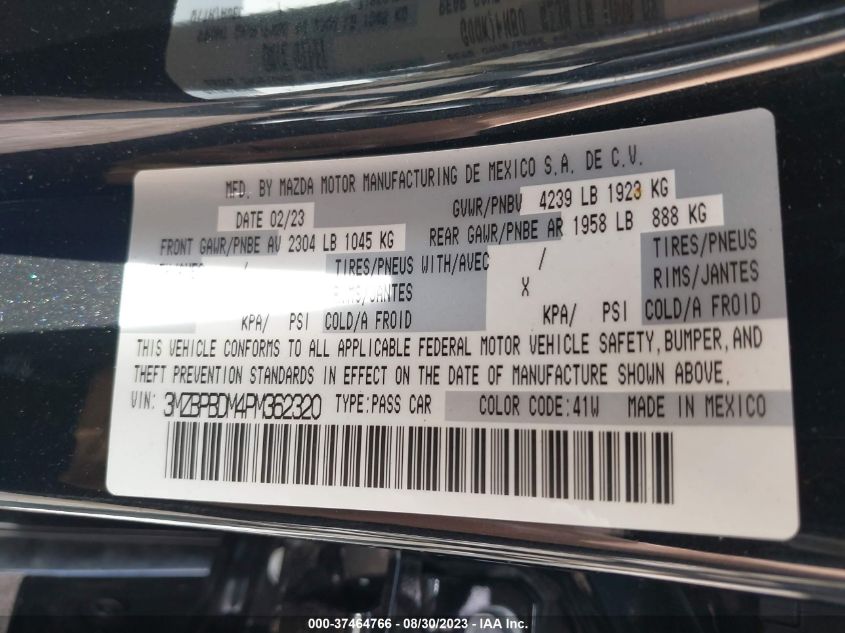 MFD. BY MAZDA MOTOR MANUFACTURING DE MEXICO S.A. DE C.V.
DATE 02/23 GVWR/PNBV 4239 LB 1923 KG
FRONT GAWR/PNBE AV 2304 LB 1045 KG REAR GAWR/PNBE AR 1958 LB 888 KG
/ TIRES/PNEUS WITH/AVEC / TIRES/PNEUS
RIMS/JANTES X RIMS/JANTES
KPA/ PSI COLD/A FROID KPA/ PSI COLD/A FROID
THIS VEHICLE CONFORMS TO ALL APPLICABLE FEDERAL MOTOR VEHICLE SAFETY, BUMPER, AND
THEFT PREVENTION STANDARDS IN EFFECT ON THE DATE OF MANUFACTURE SHOWN ABOVE.
VIN: 3MZBPBDM4PM362320 TYPE:PASS CAR COLOR CODE:41W MADE IN MEXICO
000-37464766 - 08/30/2023 - Copyright IAA, Inc.